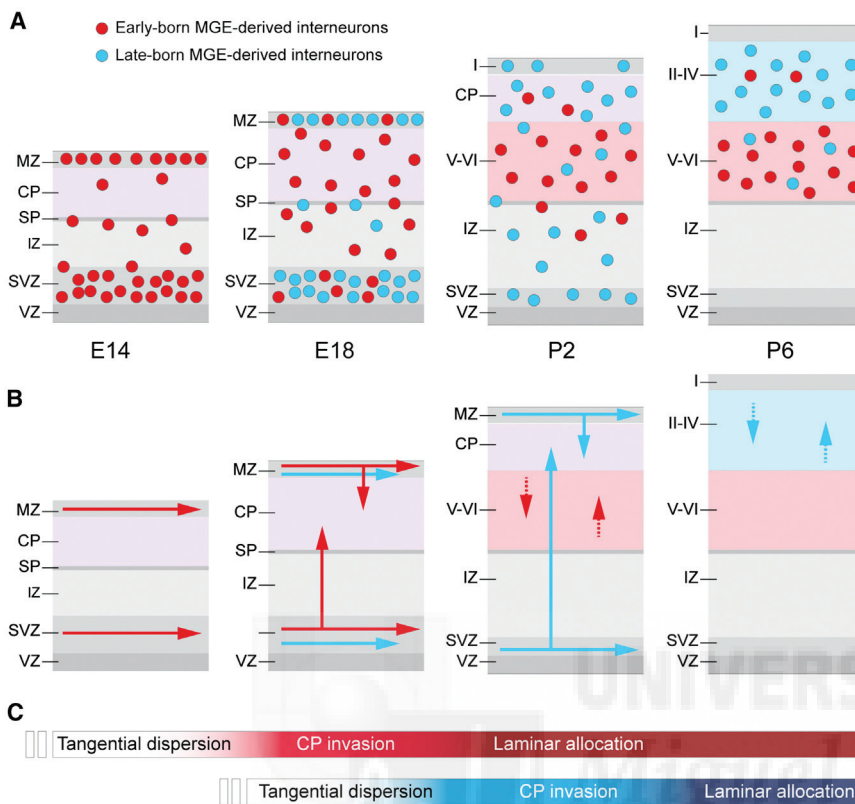 A
Early-born MGE-derived interneurons
Late-born MGE-derived interneurons
MZ
CP
SP
IZ
SVZ
VZ
E14
MZ
CP
SP
IZ
SVZ
VZ
E18
I
CP
V-VI
IZ
SVZ
VZ
P2
I
II-IV
V-VI
IZ
SVZ
VZ
P6
B
MZ
CP
SP
IZ
SVZ
VZ
MZ
CP
SP
IZ
VZ
MZ
CP
V-VI
IZ
SVZ
VZ
I
II-IV
V-VI
IZ
SVZ
VZ
UNIVERS
Miguel
C
Tangential dispersion CP invasion Laminar allocation
Tangential dispersion CP invasion Laminar allocation